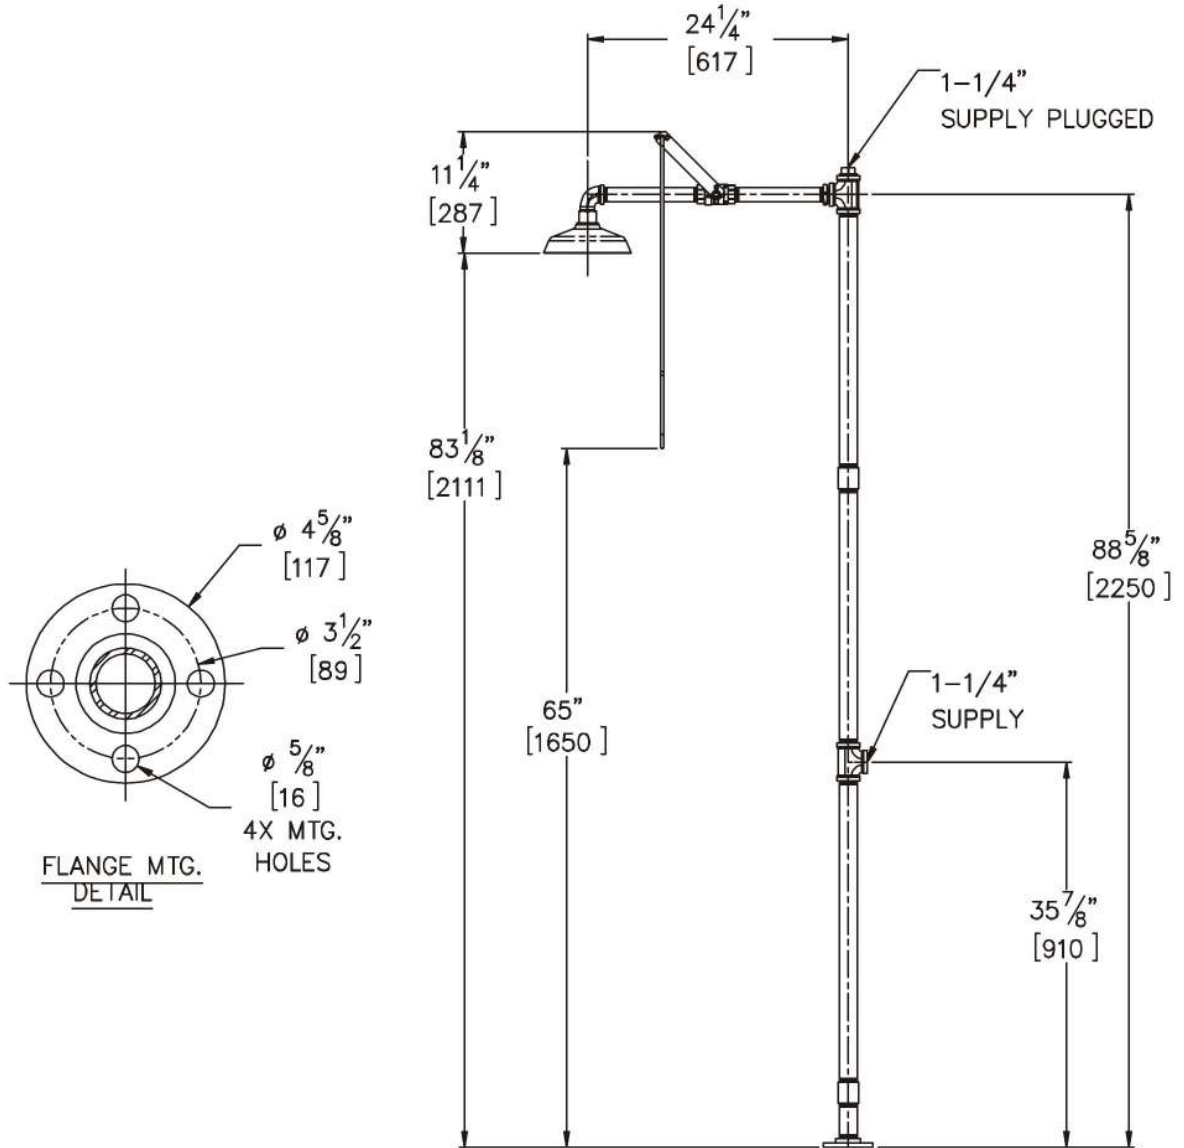 24 1/4"
[617]
1-1/4"
SUPPLY PLUGGED
11 1/4"
[287]
83 1/8"
[2111]
ø 4 5/8"
[117]
88 5/8"
[2250]
ø 3 1/2"
[89]
1-1/4"
SUPPLY
65"
[1650]
ø 5/8"
[16]
4X MTG.
HOLES
FLANGE MTG.
DETAIL
35 7/8"
[910]